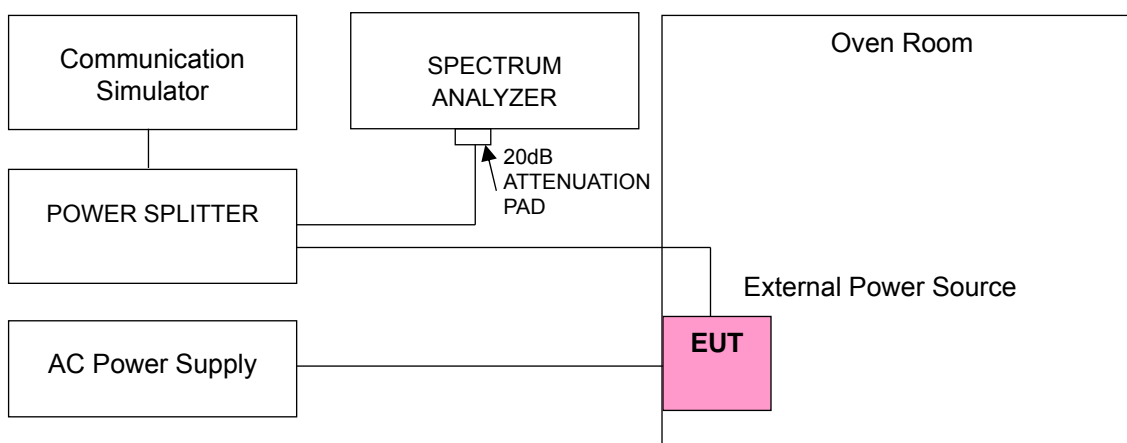 Communication
Simulator
SPECTRUM
ANALYZER
Oven Room
20dB
ATTENUATION
PAD
POWER SPLITTER
External Power Source
EUT
AC Power Supply